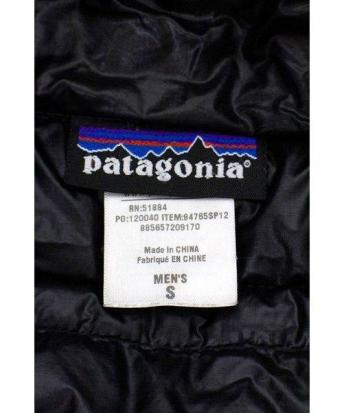 patagonia
RN:51884
PO:120040 ITEM:84765SP12
885657209170
Made in CHINA
Fabriqué EN CHINE
MEN'S
S